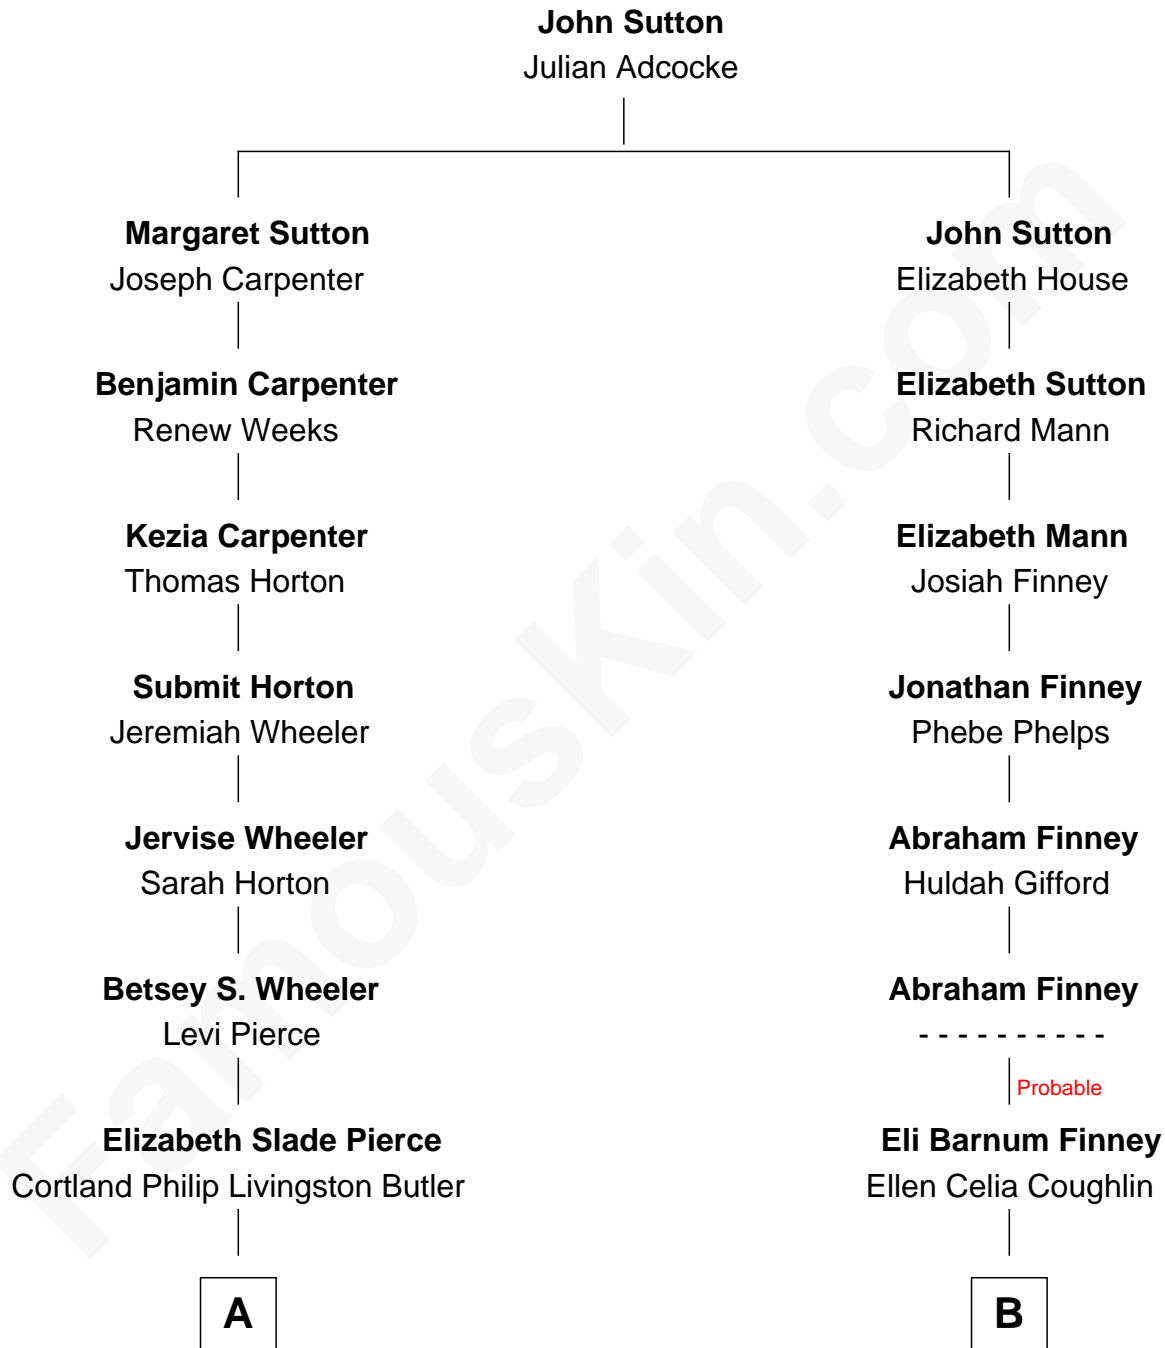 John Sutton
Julian Adcocke
Margaret Sutton
Joseph Carpenter
John Sutton
Elizabeth House
Benjamin Carpenter
Renew Weeks
Elizabeth Sutton
Richard Mann
Kezia Carpenter
Thomas Horton
Elizabeth Mann
Josiah Finney
Submit Horton
Jeremiah Wheeler
Jonathan Finney
Phebe Phelps
Jervise Wheeler
Sarah Horton
Abraham Finney
Huldah Gifford
Betsey S. Wheeler
Levi Pierce
Abraham Finney
- - - - - - - - - -
Probable
Elizabeth Slade Pierce
Cortland Philip Livingston Butler
Eli Barnum Finney
Ellen Celia Coughlin
A
B
FamousKin.com